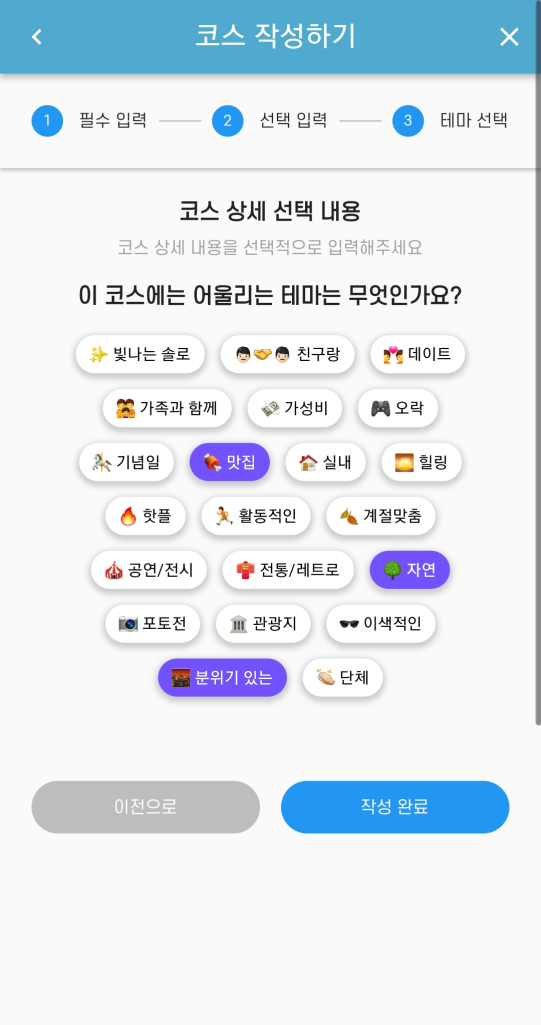 코스 작성하기
1 필수 입력 2 선택 입력 3 테마 선택
코스 상세 선택 내용
코스 상세 내용을 선택적으로 입력해주세요
이 코스에는 어울리는 테마는 무엇인가요?
✨ 빛나는 솔로 👨🏻‍🤝‍👨🏻 친구랑 💏 데이트
👨‍👩‍👧 가족과 함께 💸 가성비 🎮 오락
🎠 기념일 🍖 맛집 🏠 실내 🌅 힐링
🔥 핫플 🏃 활동적인 🍂 계절맞춤
🎪 공연/전시 👘 전통/레트로 🌳 자연
📷 포토전 🏛️ 관광지 🕶️ 이색적인
🌇 분위기 있는 👏🏻 단체
이전으로 작성 완료